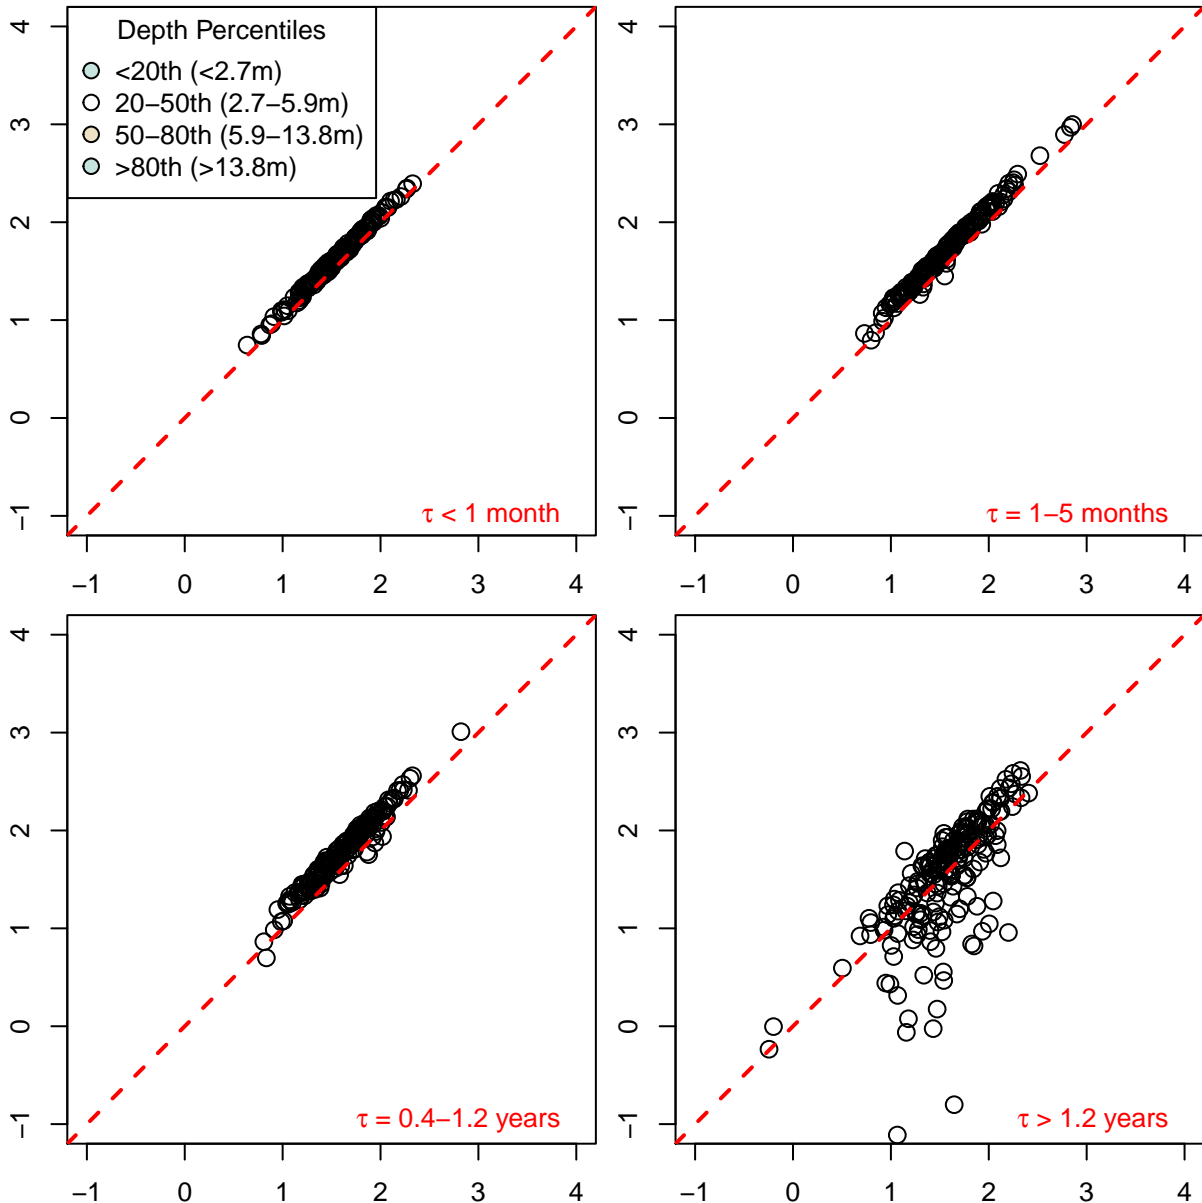 Depth Percentiles
<20th (<2.7m)
20−50th (2.7−5.9m)
50−80th (5.9−13.8m)
>80th (>13.8m)
4
3
2
1
0
−1
τ < 1 month
−1 0 1 2 3 4
4
3
2
1
0
−1
τ = 1−5 months
−1 0 1 2 3 4
4
3
2
1
0
−1
τ = 0.4−1.2 years
−1 0 1 2 3 4
4
3
2
1
0
−1
τ > 1.2 years
−1 0 1 2 3 4